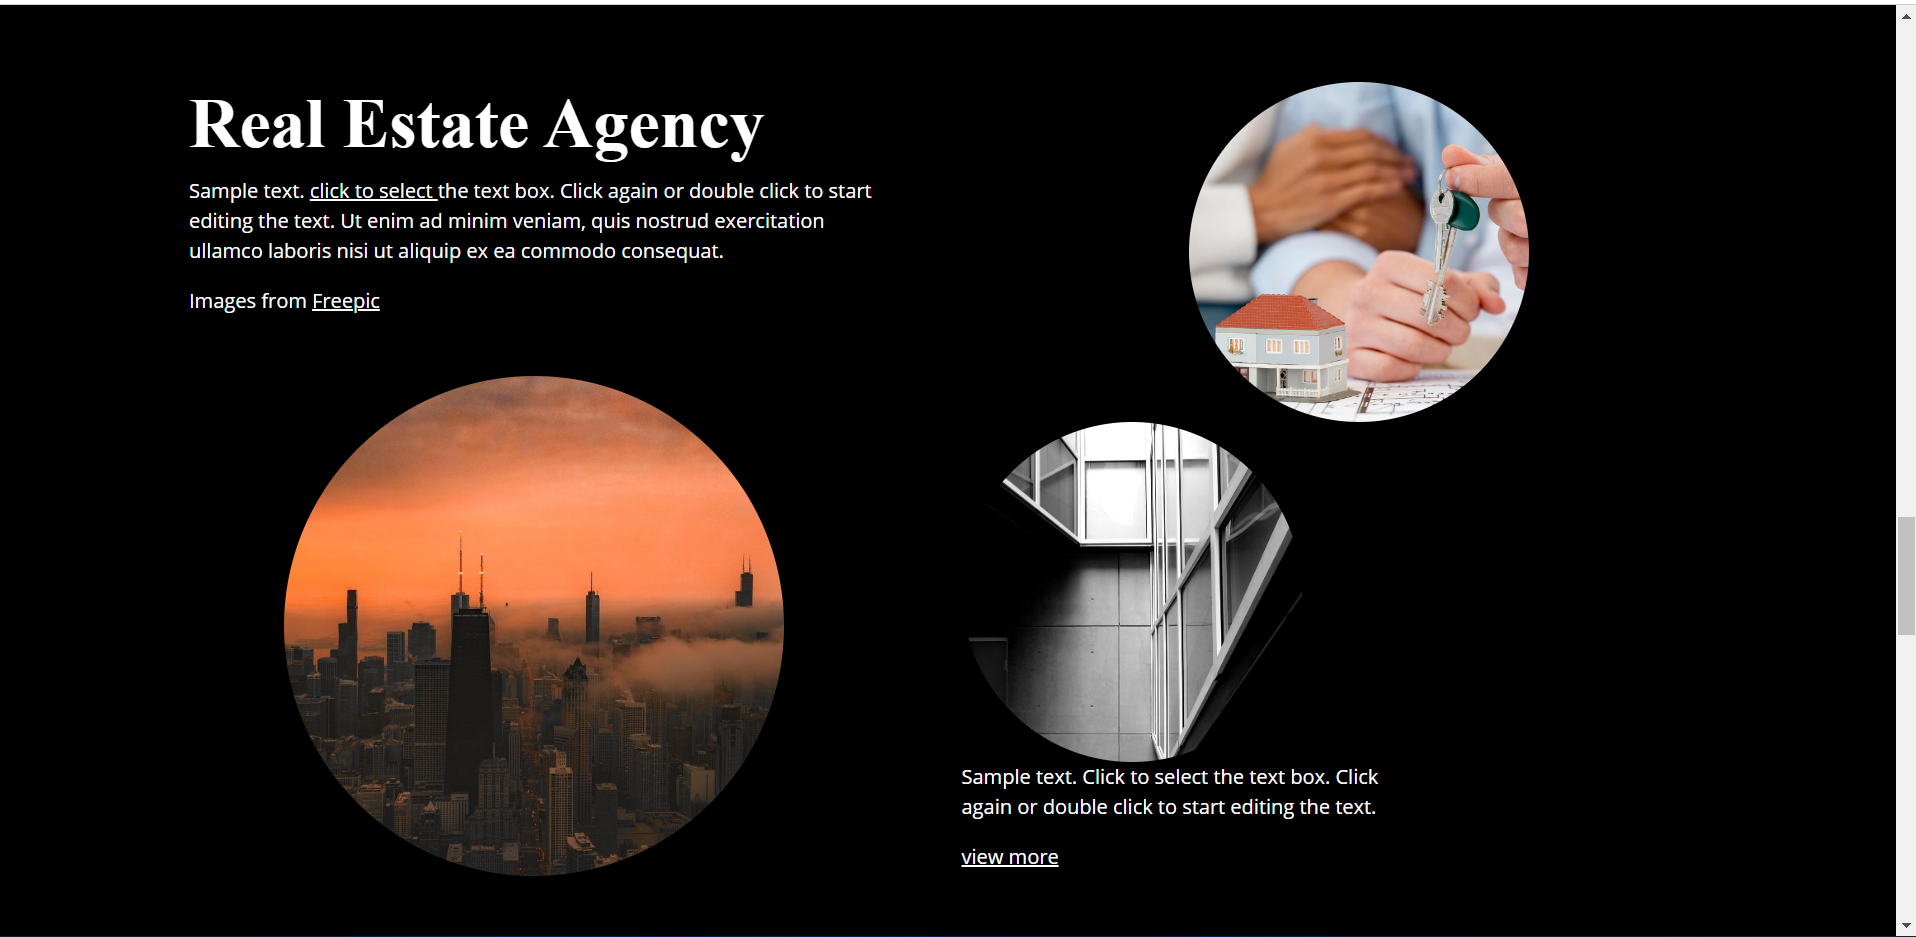 Real Estate Agency
Sample text. click to select the text box. Click again or double click to start
editing the text. Ut enim ad minim veniam, quis nostrud exercitation
ullamco laboris nisi ut aliquip ex ea commodo consequat.
Images from Freepic
Sample text. Click to select the text box. Click
again or double click to start editing the text.
view more